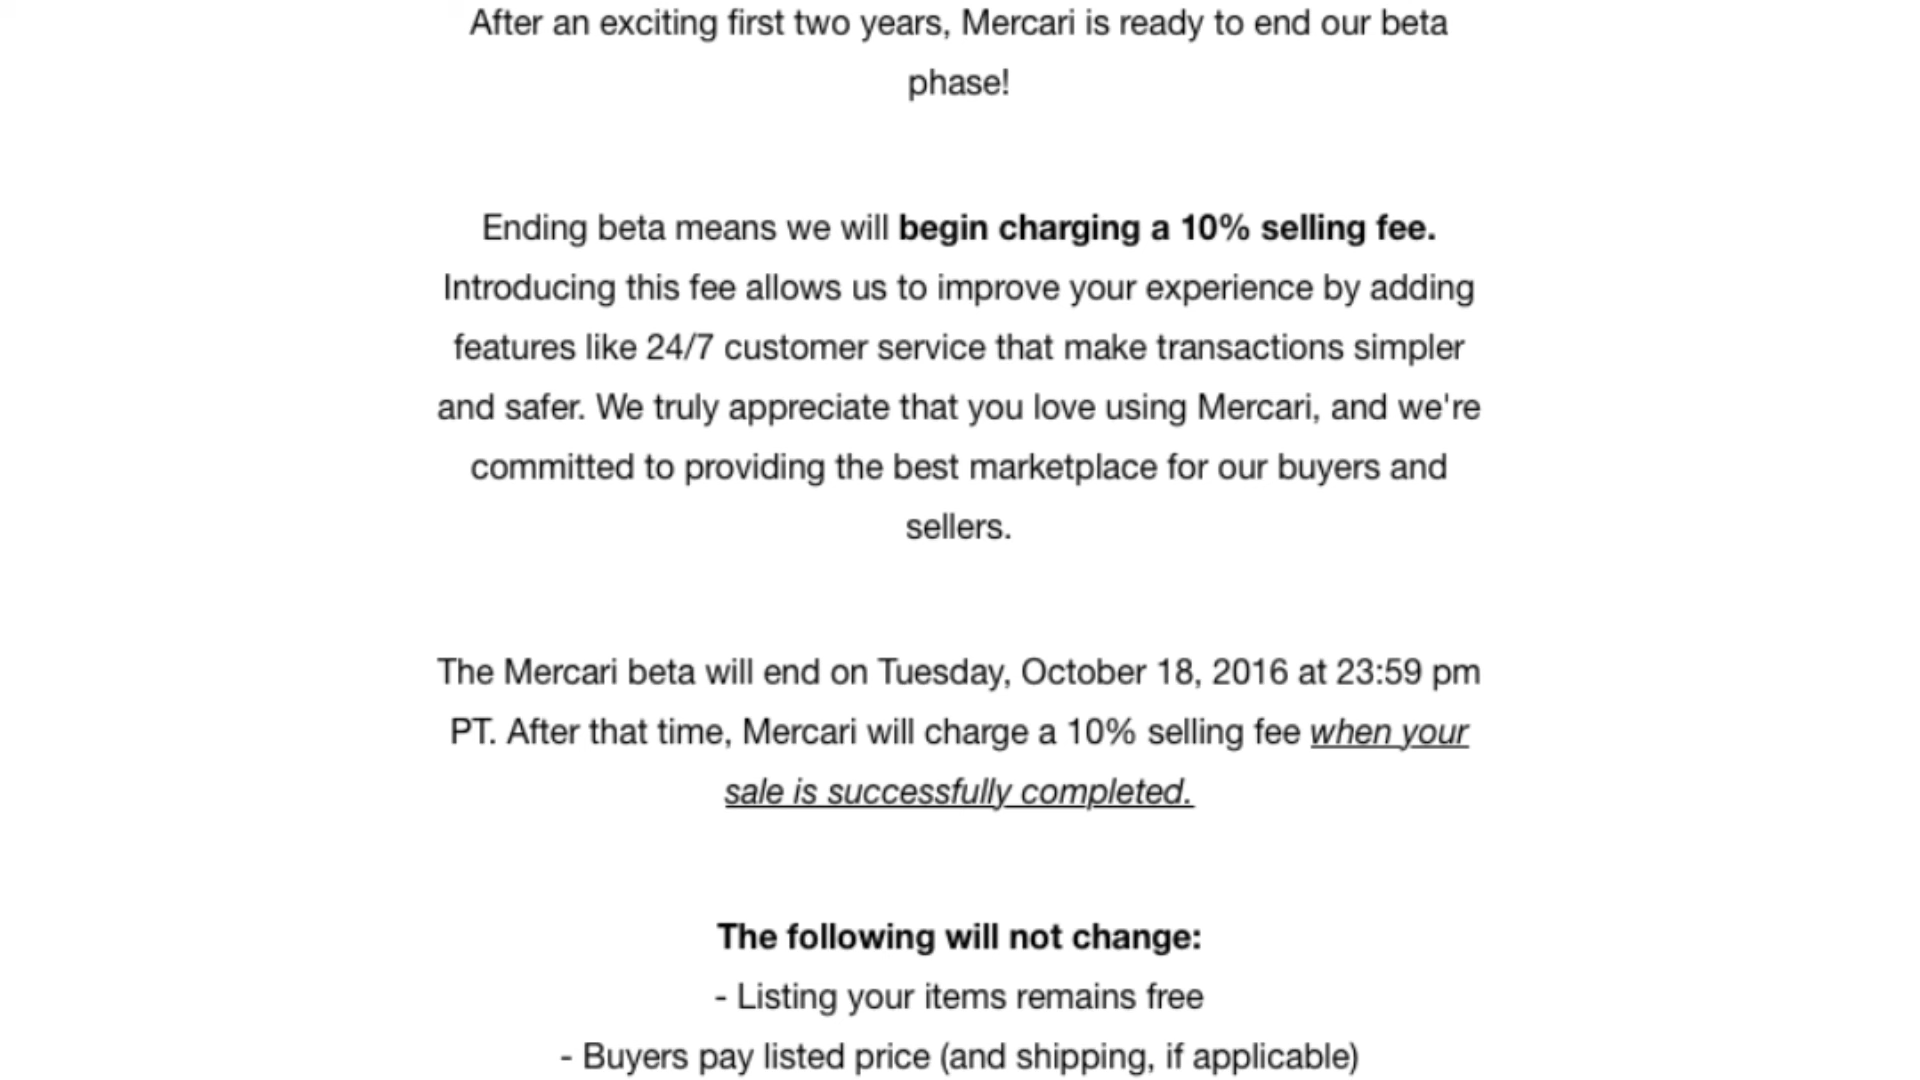 After an exciting first two years, Mercari is ready to end our beta
phase!
Ending beta means we will begin charging a 10% selling fee.
Introducing this fee allows us to improve your experience by adding
features like 24/7 customer service that make transactions simpler
and safer. We truly appreciate that you love using Mercari, and we're
committed to providing the best marketplace for our buyers and
sellers.
The Mercari beta will end on Tuesday, October 18, 2016 at 23:59 pm
PT. After that time, Mercari will charge a 10% selling fee when your
sale is successfully completed.
The following will not change:
- Listing your items remains free
- Buyers pay listed price (and shipping, if applicable)